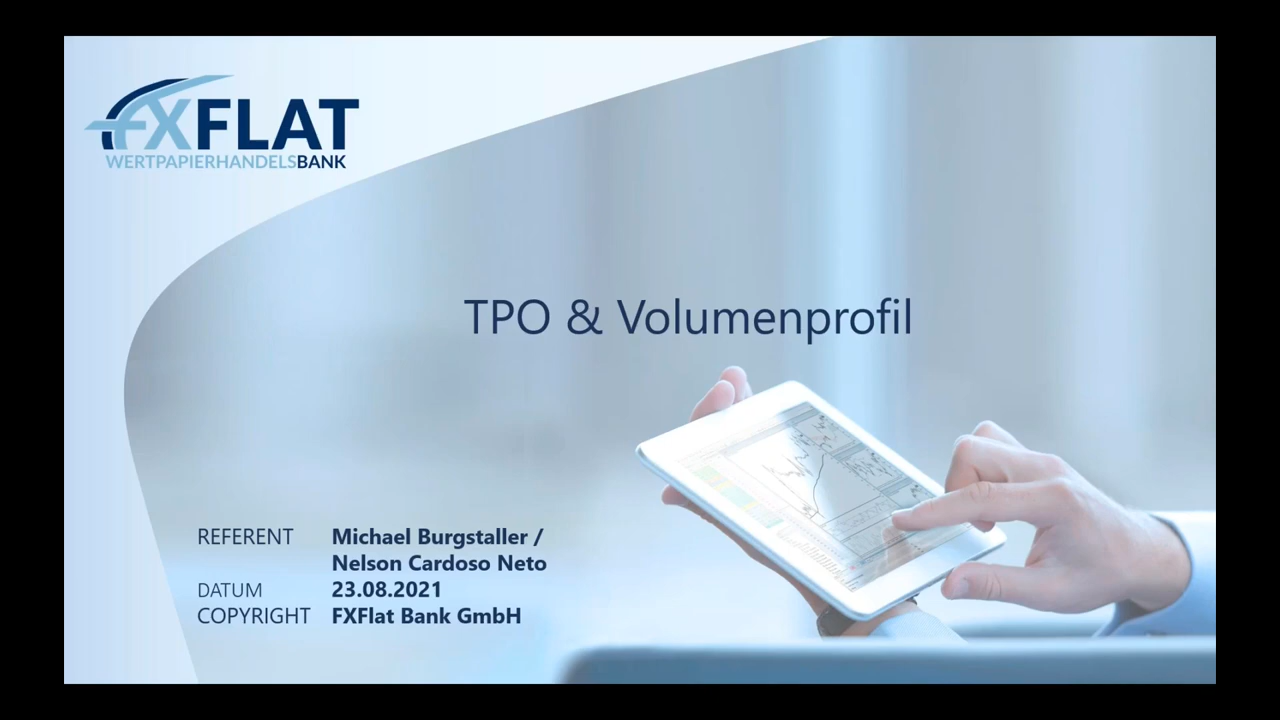 FXFLAT
WERTPAPIERHANDELSBANK
TPO & Volumenprofil
REFERENT Michael Burgstaller /
Nelson Cardoso Neto
DATUM 23.08.2021
COPYRIGHT FXFlat Bank GmbH